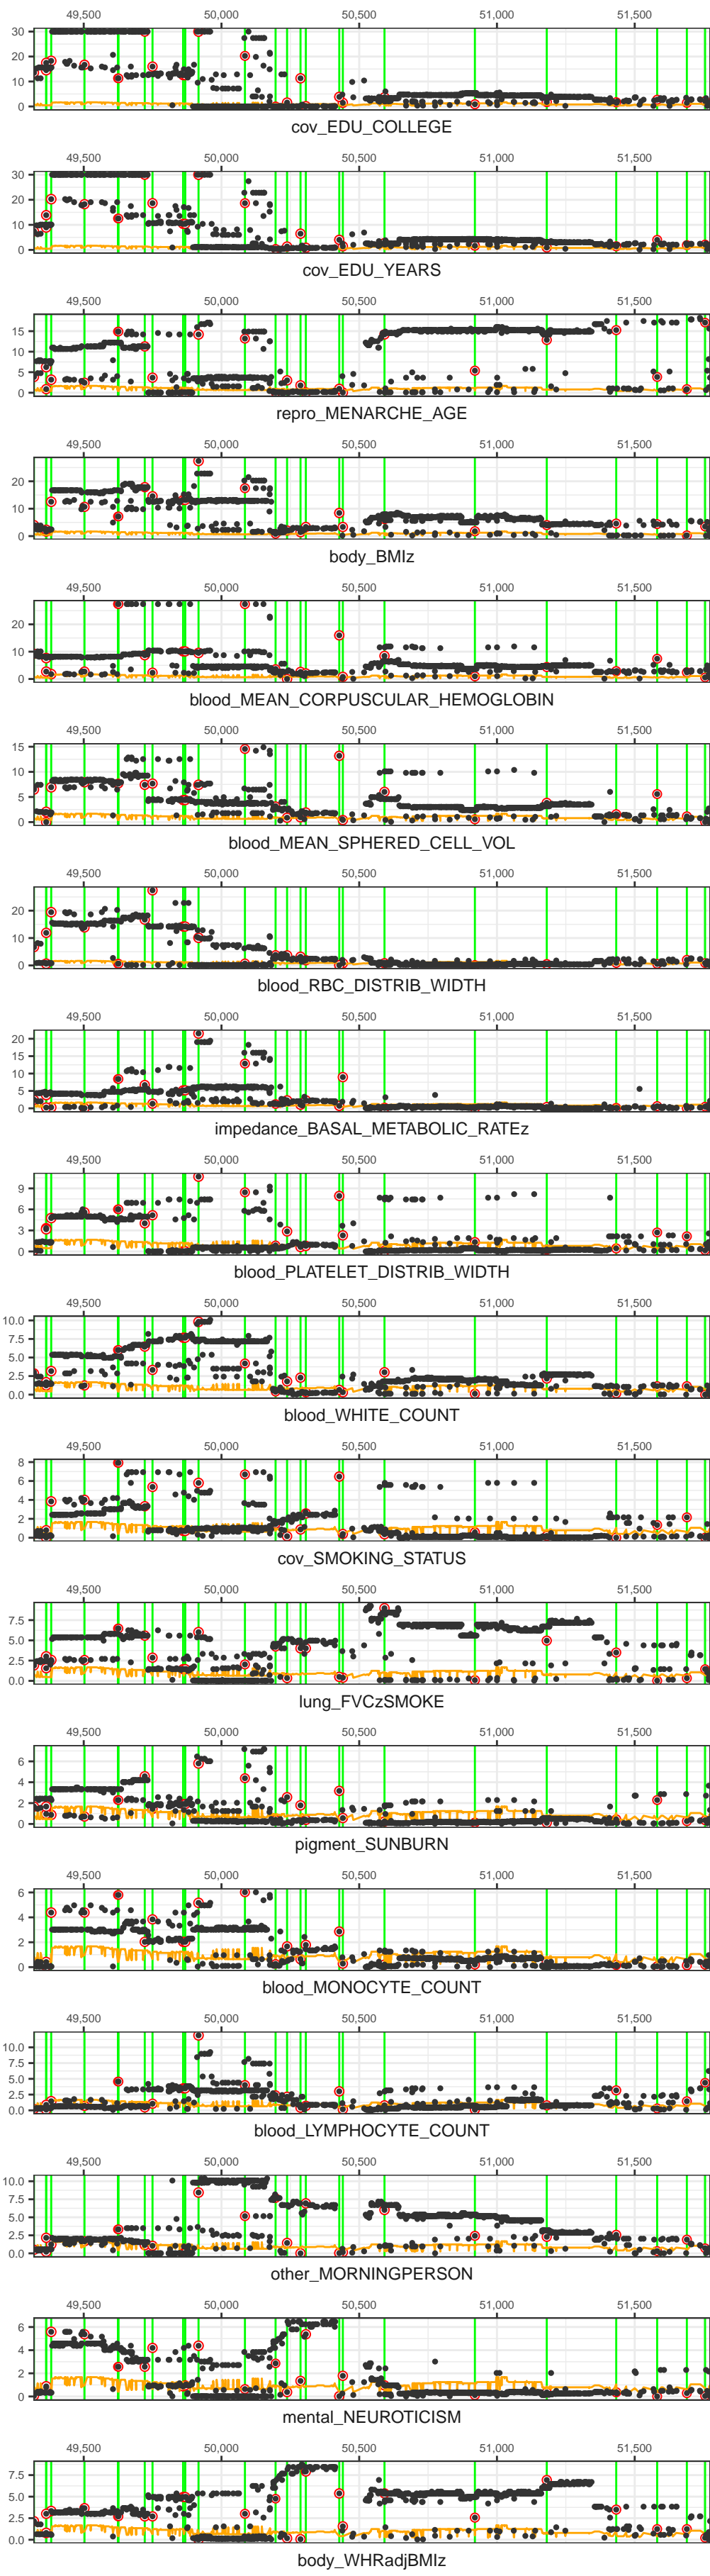 49,500 50,000 50,500 51,000 51,500
30
20
10
0
cov_EDU_COLLEGE
49,500 50,000 50,500 51,000 51,500
30
20
10
0
cov_EDU_YEARS
49,500 50,000 50,500 51,000 51,500
15
10
5
0
repro_MENARCHE_AGE
49,500 50,000 50,500 51,000 51,500
20
10
0
body_BMIz
49,500 50,000 50,500 51,000 51,500
20
10
0
blood_MEAN_CORPUSCULAR_HEMOGLOBIN
49,500 50,000 50,500 51,000 51,500
15
10
5
0
blood_MEAN_SPHERED_CELL_VOL
49,500 50,000 50,500 51,000 51,500
20
10
0
blood_RBC_DISTRIB_WIDTH
49,500 50,000 50,500 51,000 51,500
20
15
10
5
0
impedance_BASAL_METABOLIC_RATEz
49,500 50,000 50,500 51,000 51,500
9
6
3
0
blood_PLATELET_DISTRIB_WIDTH
49,500 50,000 50,500 51,000 51,500
10.0
7.5
5.0
2.5
0.0
blood_WHITE_COUNT
49,500 50,000 50,500 51,000 51,500
8
6
4
2
0
cov_SMOKING_STATUS
49,500 50,000 50,500 51,000 51,500
7.5
5.0
2.5
0.0
lung_FVCzSMOKE
49,500 50,000 50,500 51,000 51,500
6
4
2
0
pigment_SUNBURN
49,500 50,000 50,500 51,000 51,500
6
4
2
0
blood_MONOCYTE_COUNT
49,500 50,000 50,500 51,000 51,500
10.0
7.5
5.0
2.5
0.0
blood_LYMPHOCYTE_COUNT
49,500 50,000 50,500 51,000 51,500
10.0
7.5
5.0
2.5
0.0
other_MORNINGPERSON
49,500 50,000 50,500 51,000 51,500
6
4
2
0
mental_NEUROTICISM
49,500 50,000 50,500 51,000 51,500
7.5
5.0
2.5
0.0
body_WHRadjBMIz